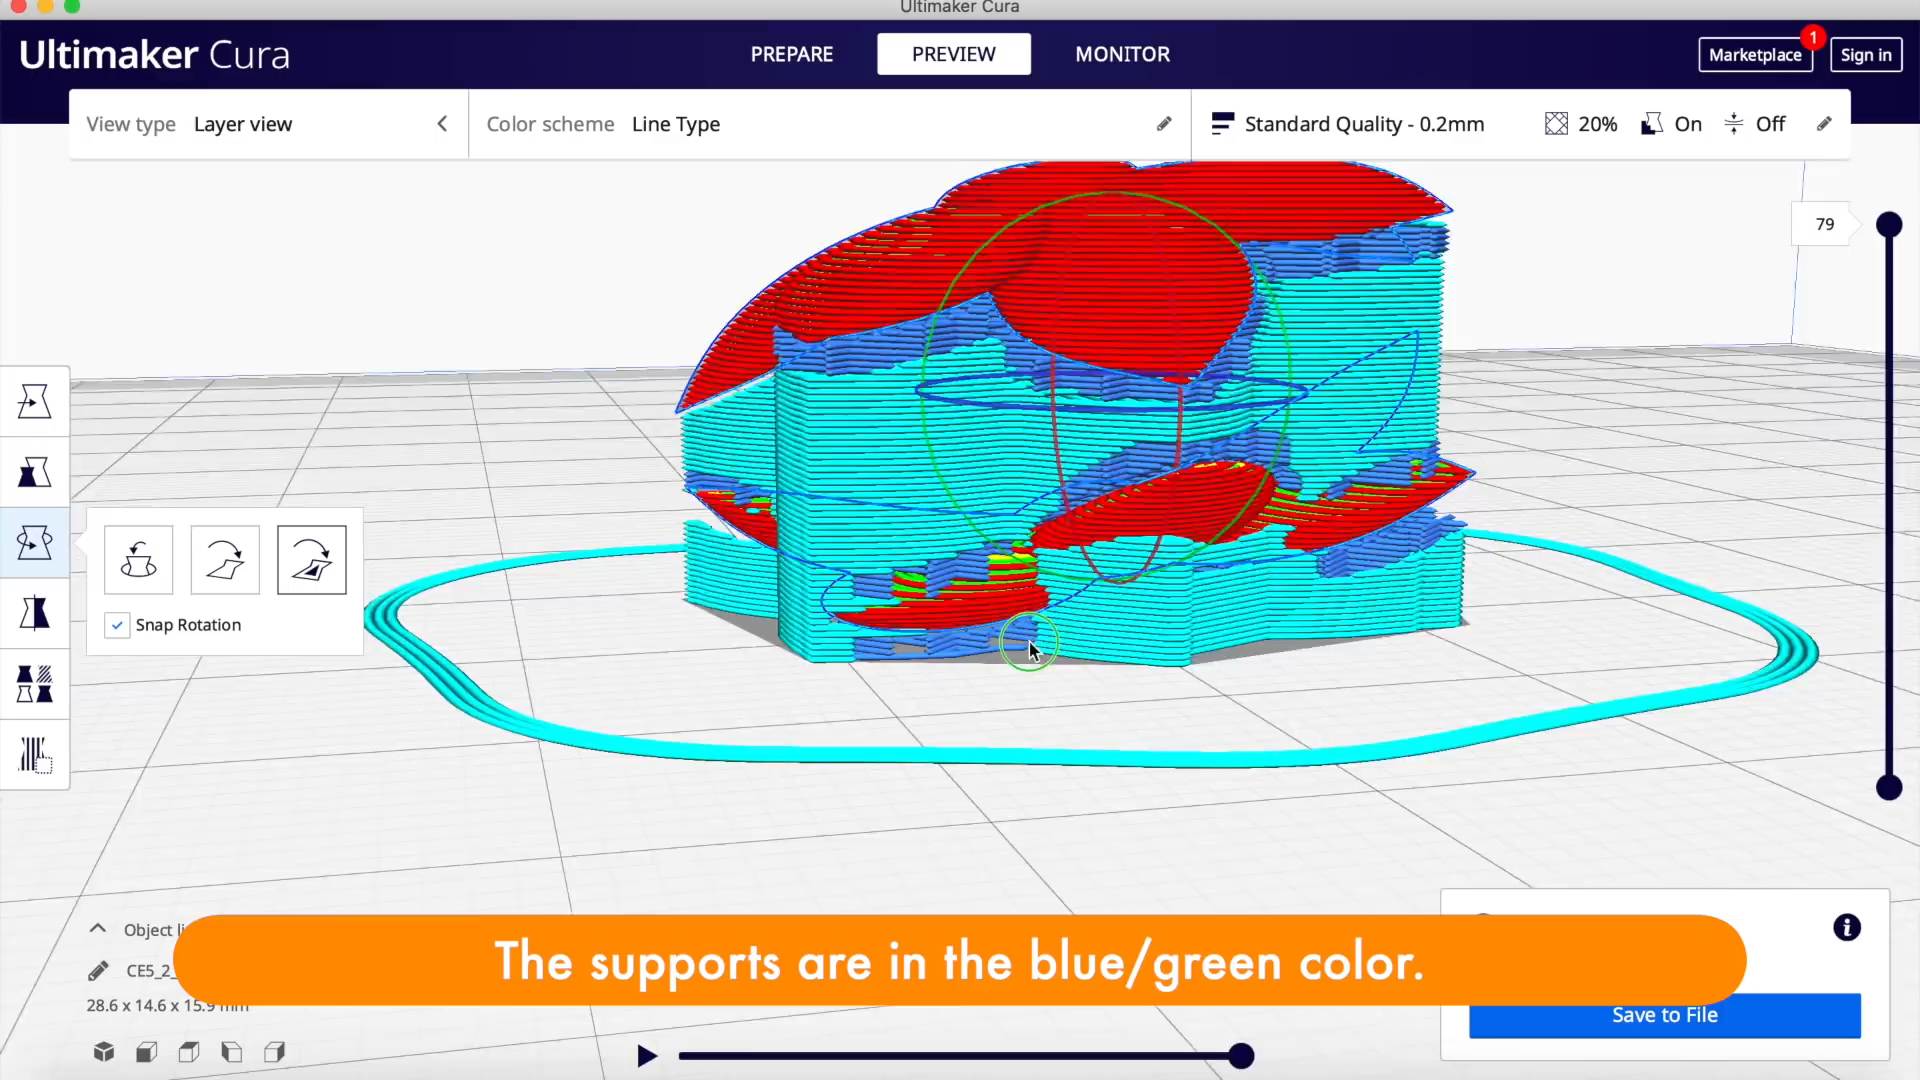 Ultimaker Cura
Ultimaker Cura
PREPARE
PREVIEW
MONITOR
Marketplace
1
Sign in
View type Layer view
Color scheme Line Type
Standard Quality - 0.2mm
20%
On
Off
79
Snap Rotation
Object
CE5_2_
28.6 x 14.6 x 15.9 mm
The supports are in the blue/green color.
i
Save to File